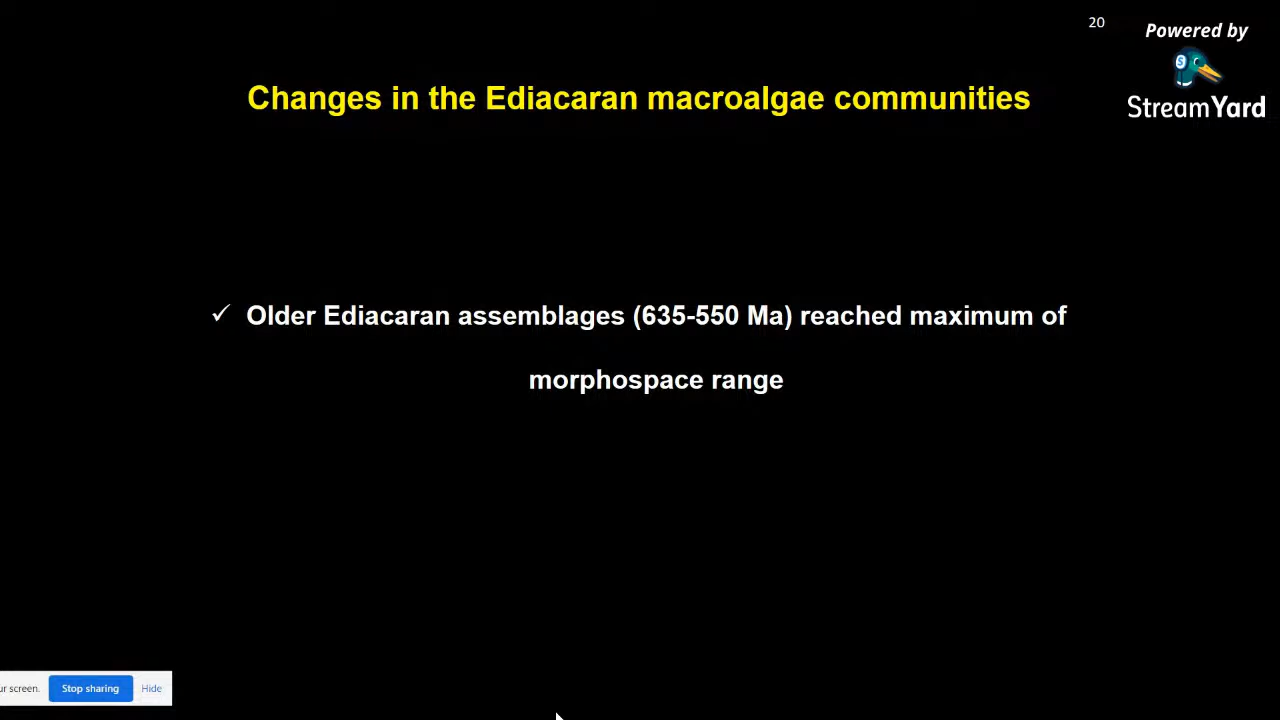 20
Powered by
StreamYard
Changes in the Ediacaran macroalgae communities
✓ Older Ediacaran assemblages (635-550 Ma) reached maximum of
morphospace range
ur screen. Stop sharing Hide